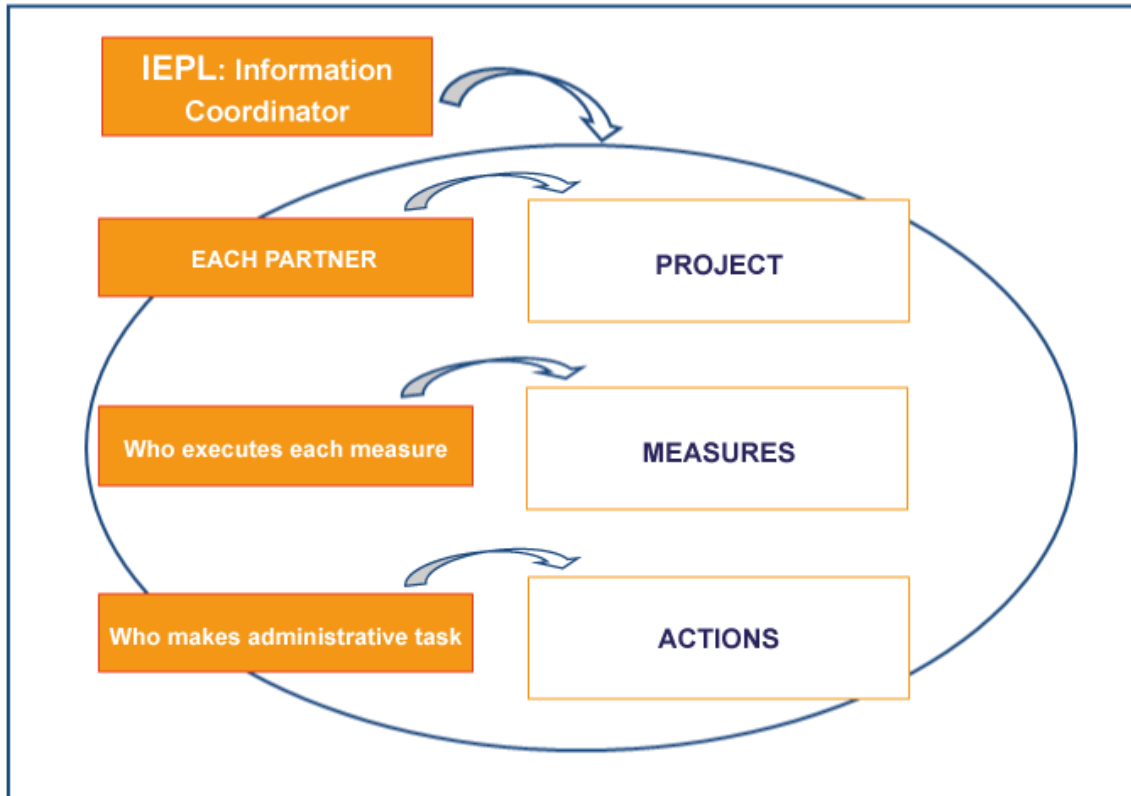 IEPL: Information
Coordinator
EACH PARTNER
PROJECT
Who executes each measure
MEASURES
Who makes administrative task
ACTIONS